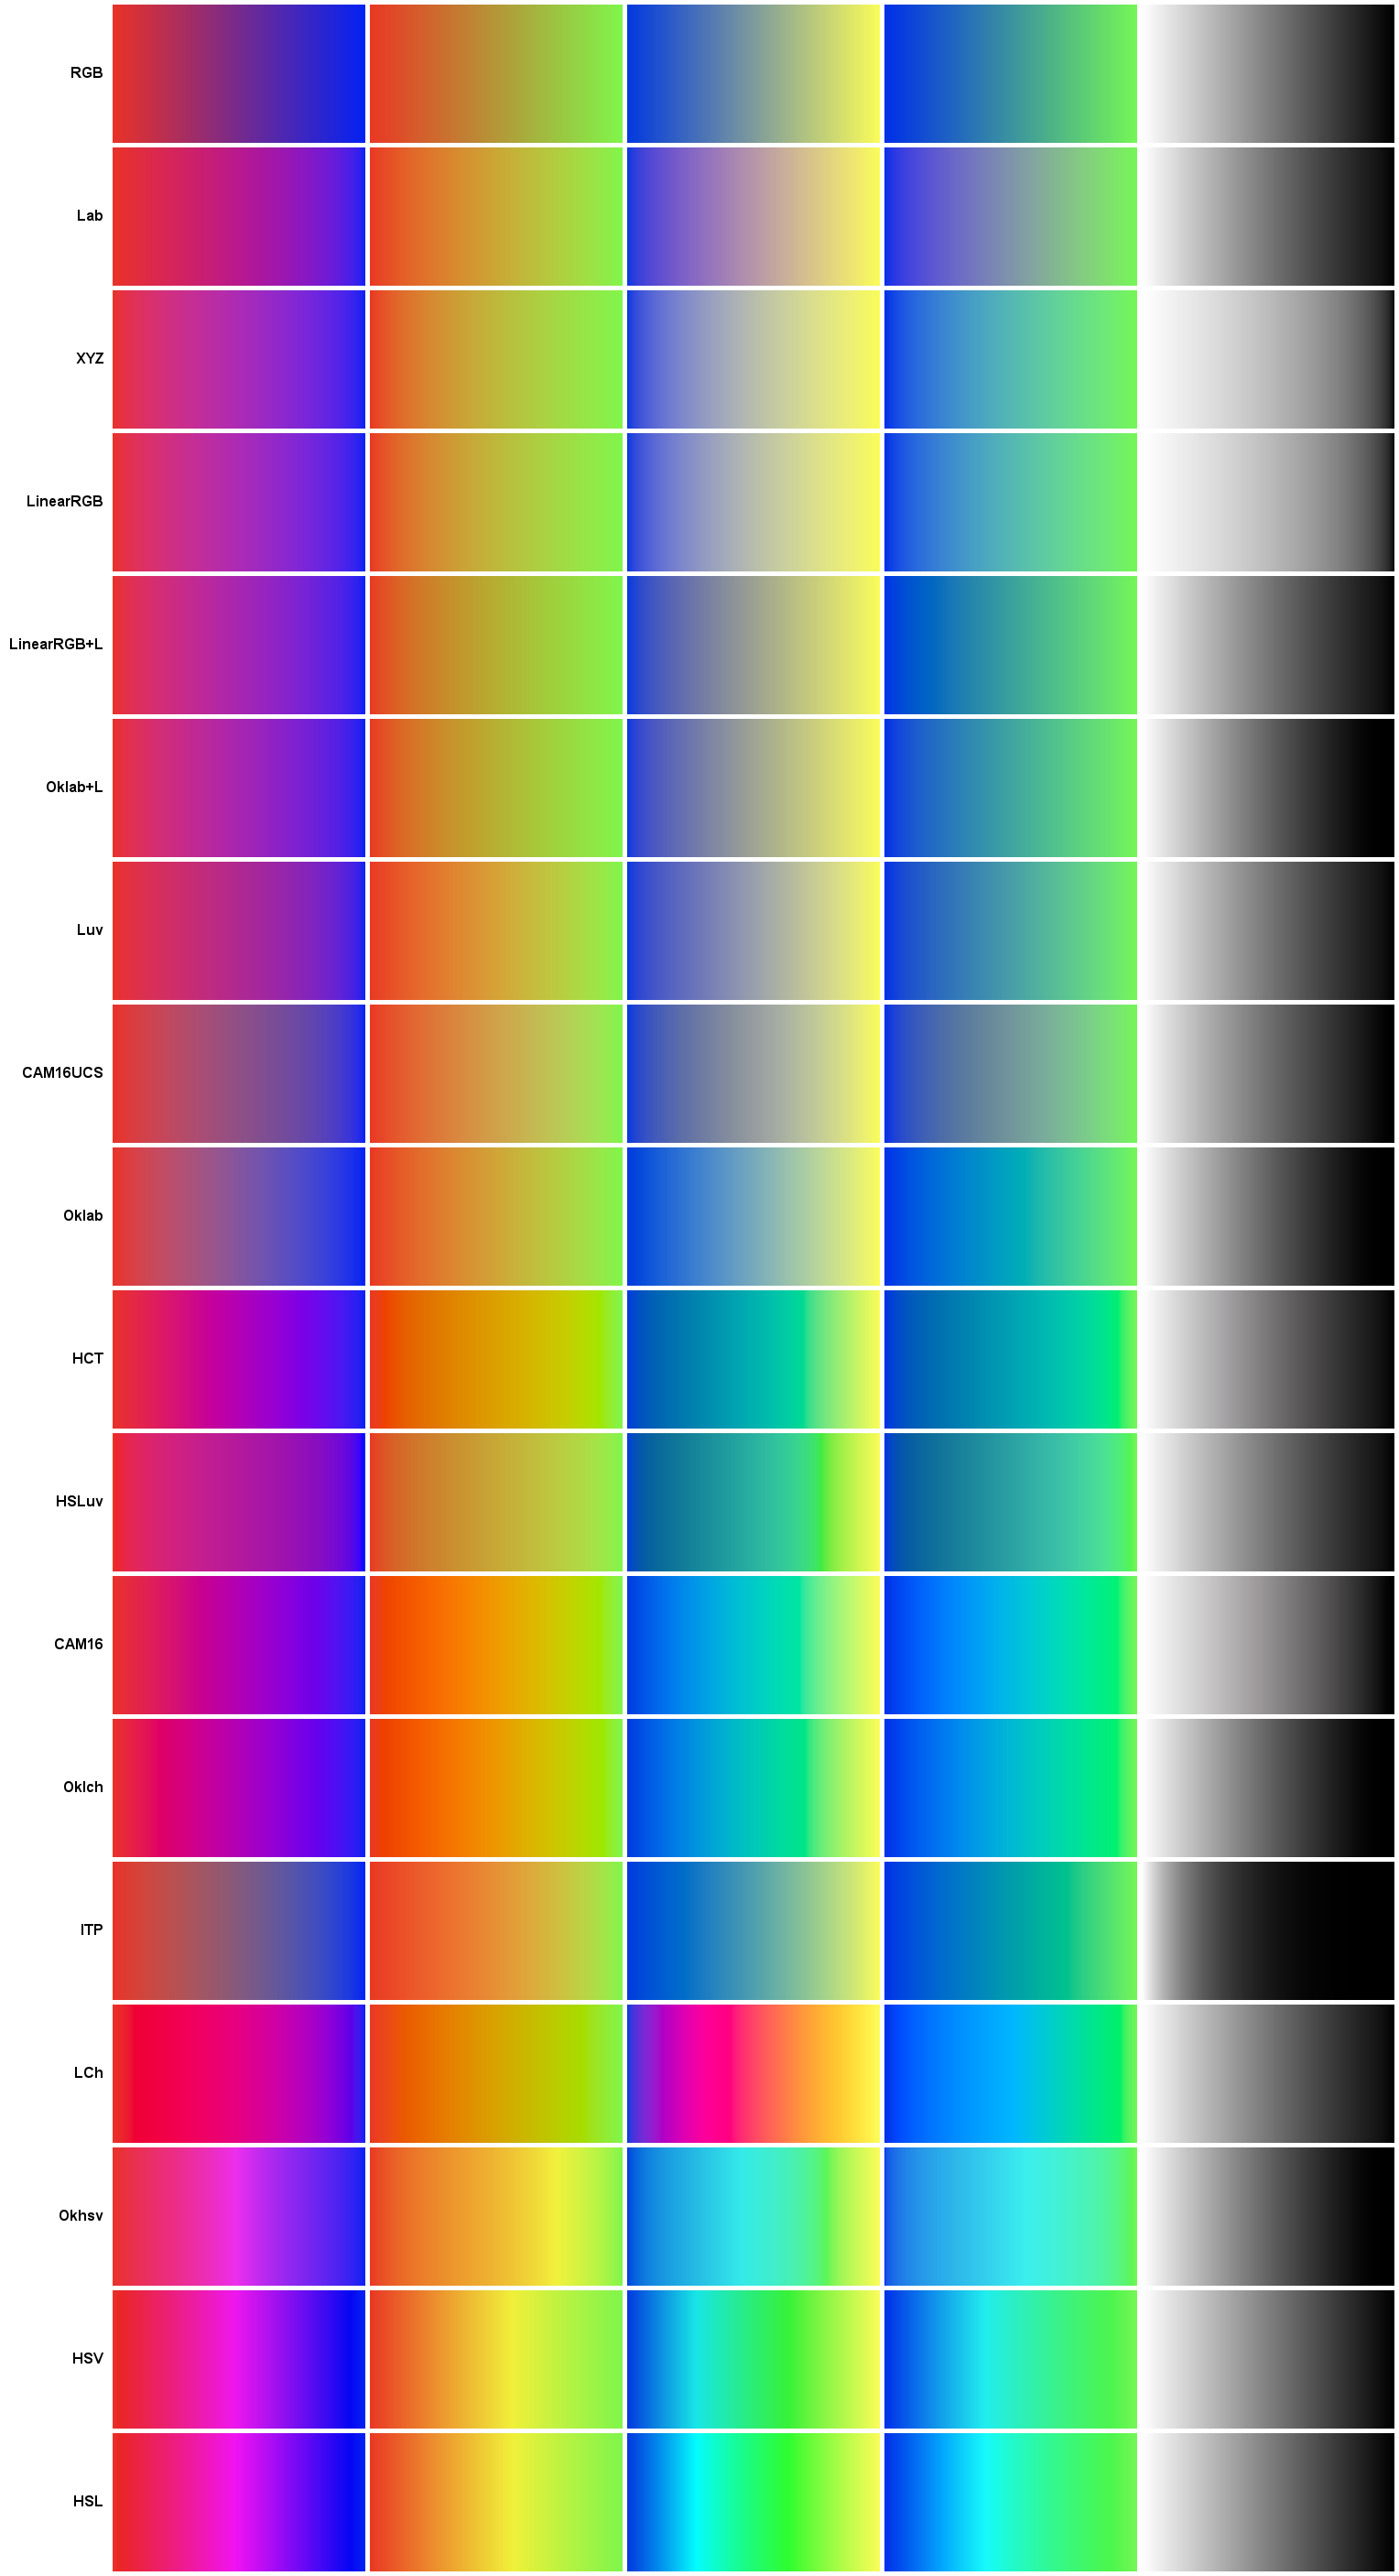 RGB
Lab
XYZ
LinearRGB
LinearRGB+L
Oklab+L
Luv
CAM16UCS
Oklab
HCT
HSLuv
CAM16
Oklch
ITP
LCh
Okhsv
HSV
HSL